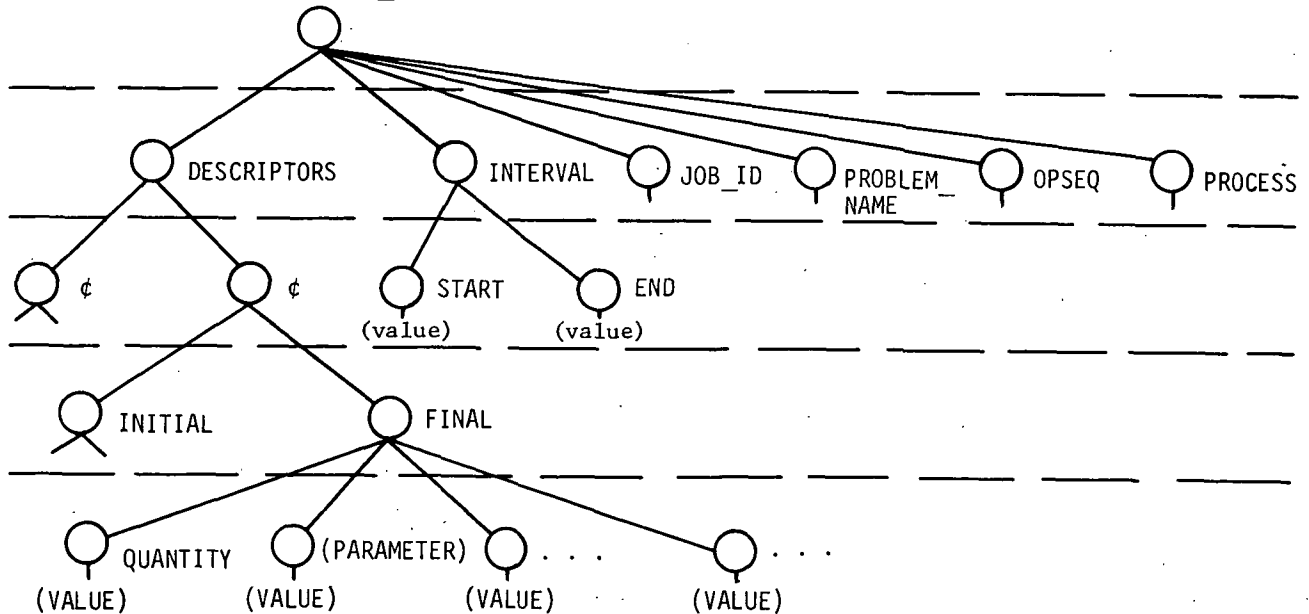 DESCRIPTORS
INTERVAL
JOB_ID
PROBLEM_
NAME
OPSEQ
PROCESS
¢
¢
START
(value)
END
(value)
INITIAL
FINAL
QUANTITY
(VALUE)
(PARAMETER)
(VALUE)
. . .
(VALUE)
. . .
(VALUE)